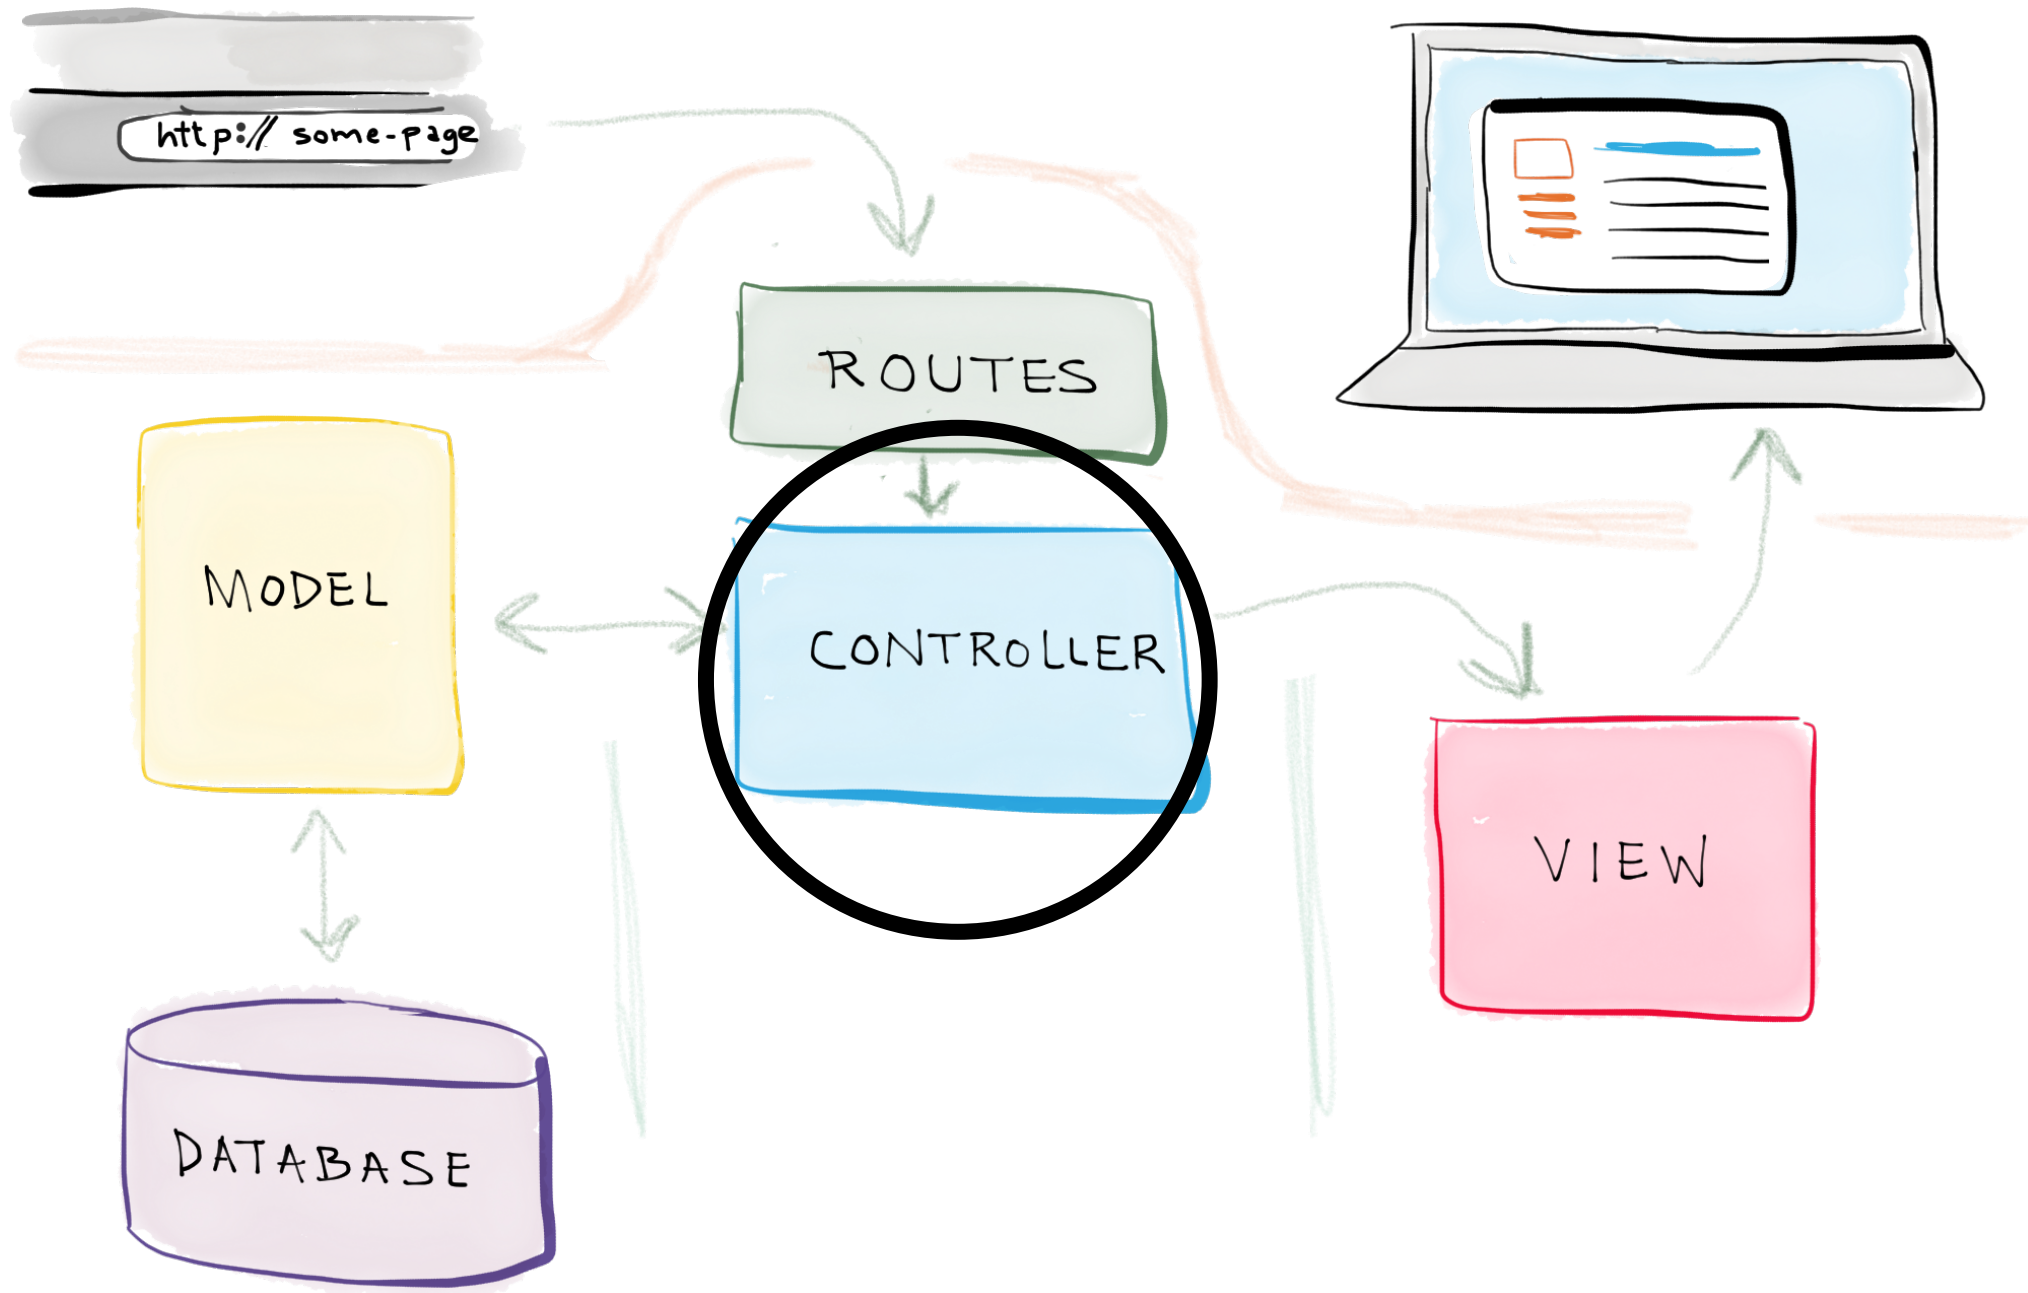 http:// some-page
ROUTES
MODEL
CONTROLLER
VIEW
DATABASE